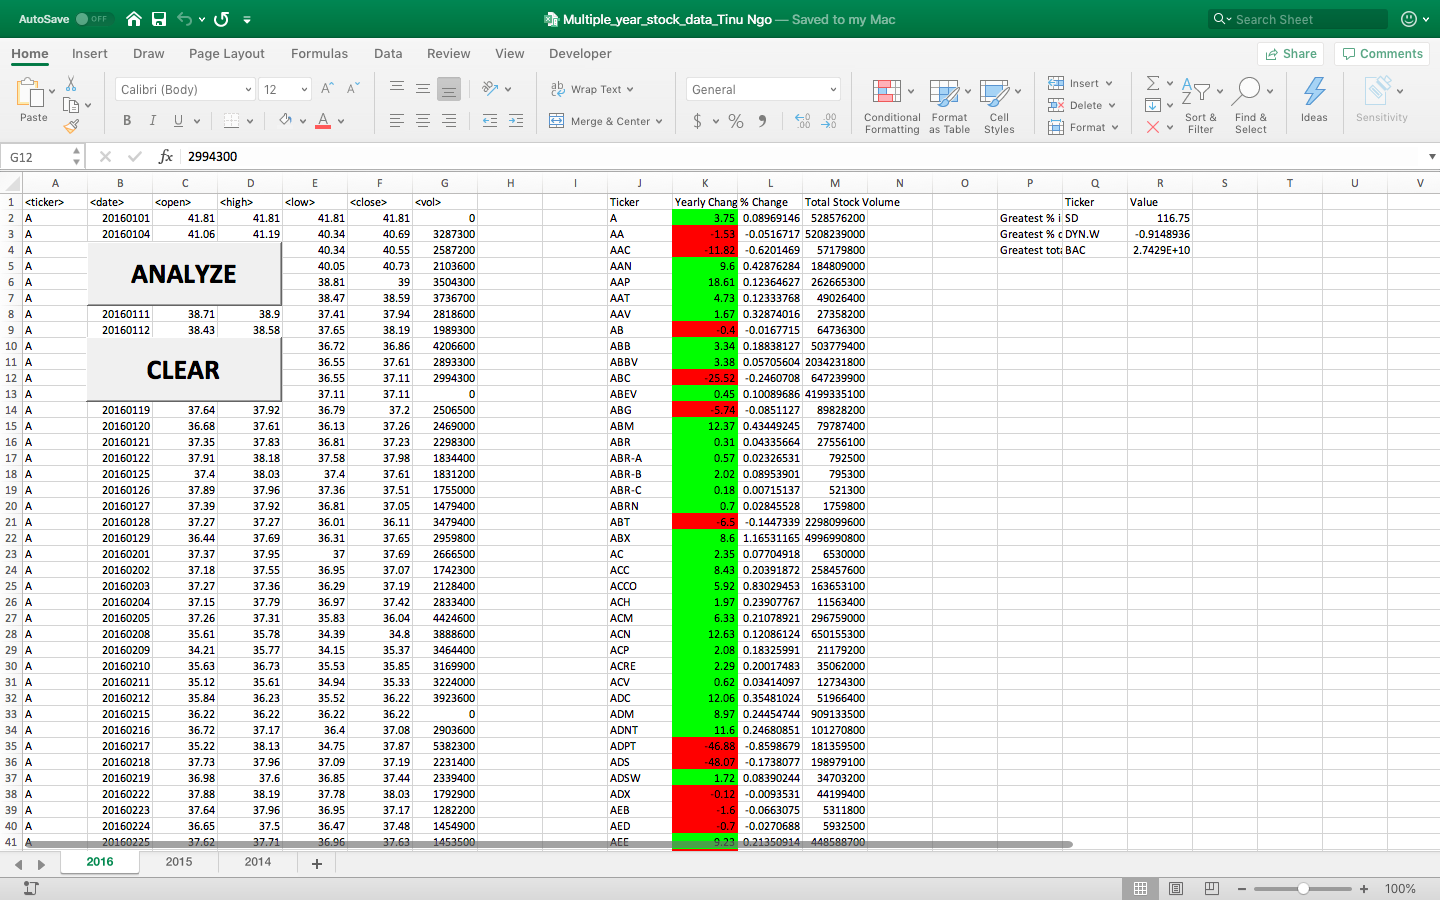 AutoSave OFF Multiple_year_stock_data_Tinu Ngo — Saved to my Mac Search Sheet
Home Insert Draw Page Layout Formulas Data Review View Developer Share Comments
Paste Calibri (Body) 12 A A ab Wrap Text General Conditional Formatting Format as Table Cell Styles Insert Sort & Filter Find & Select Ideas Sensitivity
B I U A Merge & Center $ % Delete
Format
G12 fx 2994300
A B C D E F G H I J K L M N O P Q R S T U V
1 <ticker> <date> <open> <high> <low> <close> <vol> Ticker Yearly Chang % Change Total Stock Volume Ticker Value
2 A 20160101 41.81 41.81 41.81 41.81 0 A 3.75 0.08969146 528576200 Greatest % i SD 116.75
3 A 20160104 41.06 41.19 40.34 40.69 3287300 AA -1.53 -0.0516717 5208239000 Greatest % d DYN.W -0.9148936
4 A 40.34 40.55 2587200 AAC -11.82 -0.6201469 57179800 Greatest tota BAC 2.7429E+10
5 A 40.05 40.73 2103600 AAN 9.6 0.42876284 184809000
ANALYZE
6 A 38.81 39 3504300 AAP 18.61 0.12364627 262665300
7 A 38.47 38.59 3736700 AAT 4.73 0.12333768 49026400
8 A 20160111 38.71 38.9 37.41 37.94 2818600 AAV 1.67 0.32874016 27358200
9 A 20160112 38.43 38.58 37.65 38.19 1989300 AB -0.4 -0.0167715 64736300
10 A 36.72 36.86 4206600 ABB 3.34 0.18838127 503779400
11 A 36.55 37.61 2893300 ABBV 3.38 0.05705604 2034231800
CLEAR
12 A 36.55 37.11 2994300 ABC -25.52 -0.2460708 647239900
13 A 37.11 37.11 0 ABEV 0.45 0.10089686 4199335100
14 A 20160119 37.64 37.92 36.79 37.2 2506500 ABG -5.74 -0.0851127 89828200
15 A 20160120 36.68 37.61 36.13 37.26 2469000 ABM 12.37 0.43449245 79787400
16 A 20160121 37.35 37.83 36.81 37.23 2298300 ABR 0.31 0.04335664 27556100
17 A 20160122 37.91 38.18 37.58 37.98 1834400 ABR-A 0.57 0.02326531 792500
18 A 20160125 37.4 38.03 37.4 37.61 1831200 ABR-B 2.02 0.08953901 795300
19 A 20160126 37.89 37.96 37.36 37.51 1755000 ABR-C 0.18 0.00715137 521300
20 A 20160127 37.39 37.92 36.81 37.05 1479400 ABRN 0.7 0.02845528 1759800
21 A 20160128 37.27 37.27 36.01 36.11 3479400 ABT -6.5 -0.1447339 2298099600
22 A 20160129 36.44 37.69 36.31 37.65 2959800 ABX 8.6 1.16531165 4996990800
23 A 20160201 37.37 37.95 37 37.69 2666500 AC 2.35 0.07704918 6530000
24 A 20160202 37.18 37.55 36.95 37.07 1742300 ACC 8.43 0.20391872 258457600
25 A 20160203 37.27 37.36 36.29 37.19 2128400 ACCO 5.92 0.83029453 163653100
26 A 20160204 37.15 37.79 36.97 37.42 2833400 ACH 1.97 0.23907767 11563400
27 A 20160205 37.26 37.31 35.83 36.04 4424600 ACM 6.33 0.21078921 296759000
28 A 20160208 35.61 35.78 34.39 34.8 3888600 ACN 12.63 0.12086124 650155300
29 A 20160209 34.21 35.77 34.15 35.37 3464400 ACP 2.08 0.18325991 21179200
30 A 20160210 35.63 36.73 35.53 35.85 3169900 ACRE 2.29 0.20017483 35062000
31 A 20160211 35.12 35.61 34.94 35.33 3224000 ACV 0.62 0.03414097 12734300
32 A 20160212 35.84 36.23 35.52 36.22 3923600 ADC 12.06 0.35481024 51966400
33 A 20160215 36.22 36.22 36.22 36.22 0 ADM 8.97 0.24454744 909133500
34 A 20160216 36.72 37.17 36.4 37.08 2903600 ADNT 11.6 0.24680851 101270800
35 A 20160217 35.22 38.13 34.75 37.87 5382300 ADPT -46.88 -0.8598679 181359500
36 A 20160218 37.73 37.96 37.09 37.19 2231400 ADS -48.07 -0.1738077 198979100
37 A 20160219 36.98 37.6 36.85 37.44 2339400 ADSW 1.72 0.08390244 34703200
38 A 20160222 37.88 38.19 37.78 38.03 1792900 ADX -0.12 -0.0093531 44199400
39 A 20160223 37.64 37.96 36.95 37.17 1282200 AEB -1.6 -0.0663075 5311800
40 A 20160224 36.65 37.5 36.47 37.48 1454900 AED -0.7 -0.0270688 5932500
41 A 20160225 37.62 37.71 36.96 37.63 1453500 AEE 9.23 0.21350914 448588700
2016 2015 2014 +
100%